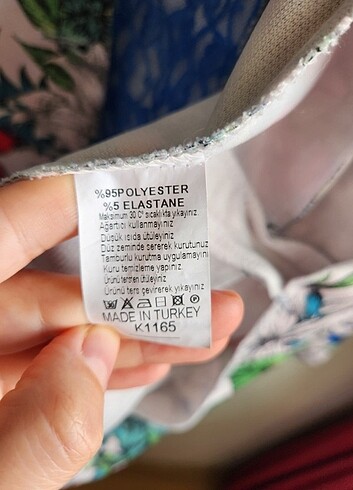 %95POLYESTER
%5 ELASTANE
Maksimum 30 C° sıcaklıkta yıkayınız.
Ağartıcı kullanmayınız
Düşük ısıda ütüleyiniz
Düz zeminde sererek kurutunuz
Tamburlu kurutma uygulamayını
Kuru temizleme yapınız.
Ürünü tersten ütüleyiniz
Ürünü ters çevirerek yıkayınız
MADE IN TURKEY
K1165